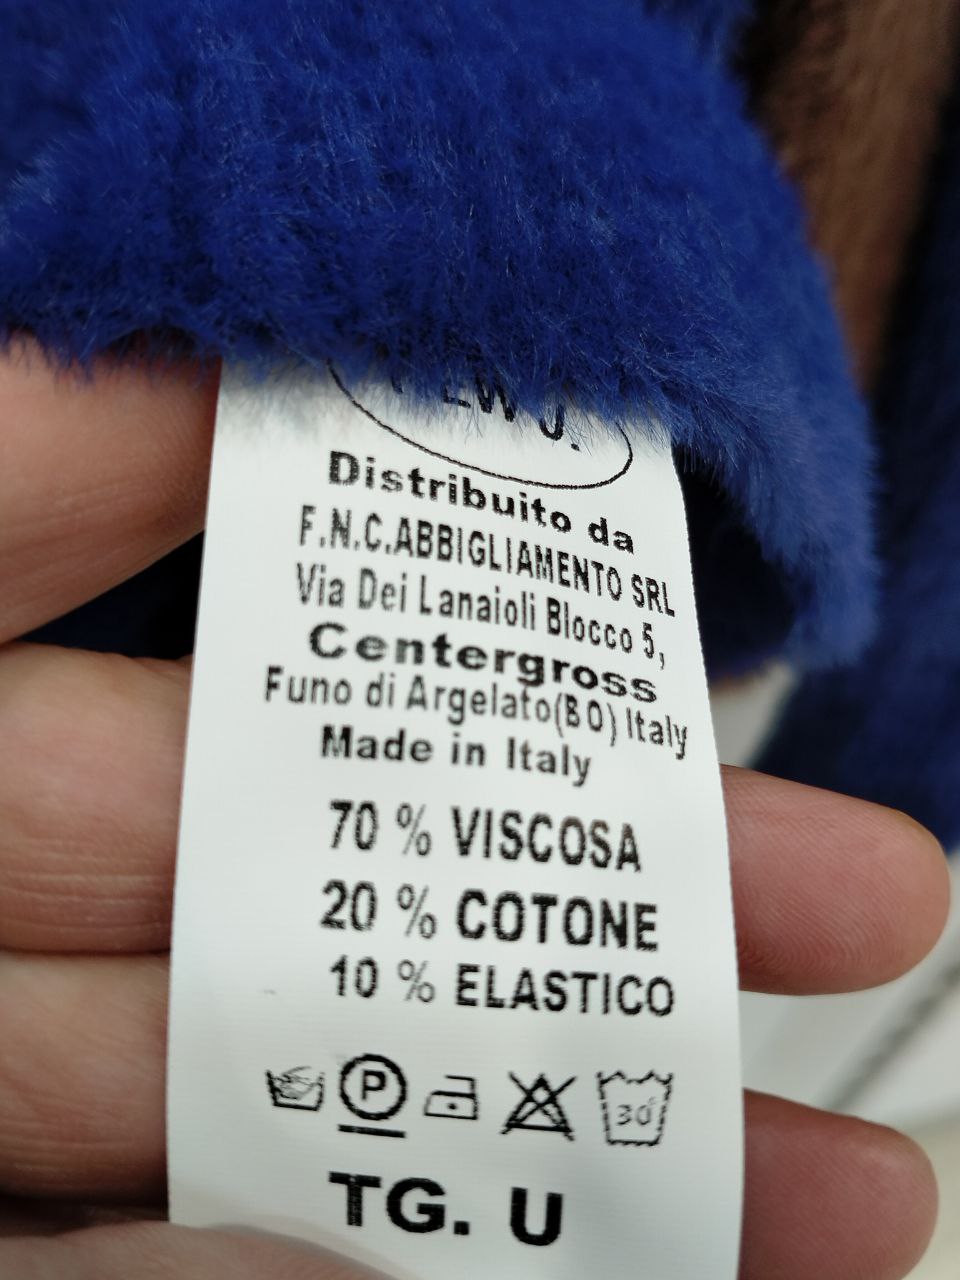 Distribuito da
F.N.C.ABBIGLIAMENTO SRL
Via Dei Lanaioli Blocco 5,
Centergross
Funo di Argelato(BO) Italy
Made in Italy
70 % VISCOSA
20 % COTONE
10 % ELASTICO
P
30°
TG. U